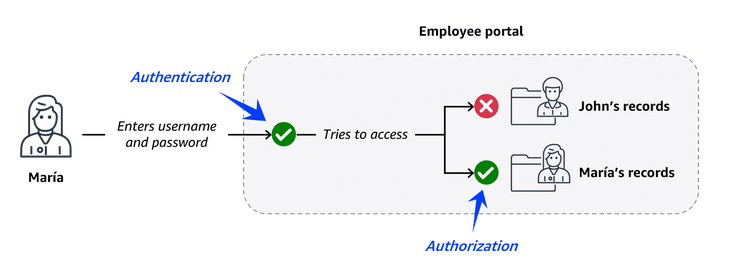 Employee portal
Authentication
Enters username
and password
Tries to access
John's records
María
María's records
Authorization